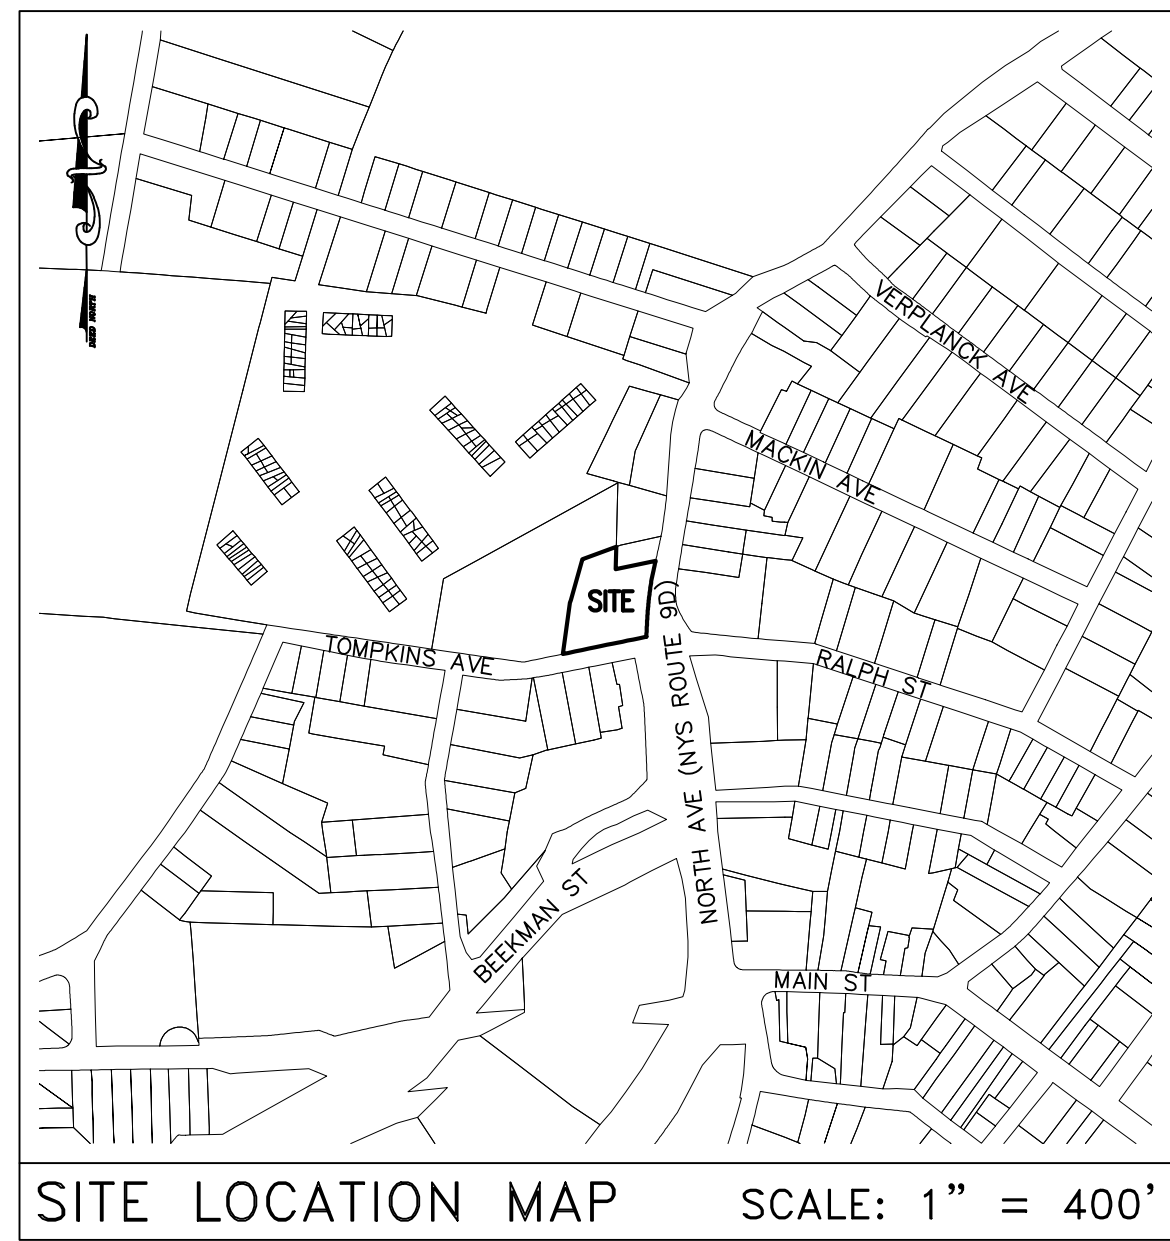 VERPLANCK AVE
MACKIN AVE
SITE
TOMPKINS AVE
RALPH ST
NORTH AVE (NYS ROUTE 9D)
BEEKMAN ST
MAIN ST
SITE LOCATION MAP
SCALE: 1" = 400'